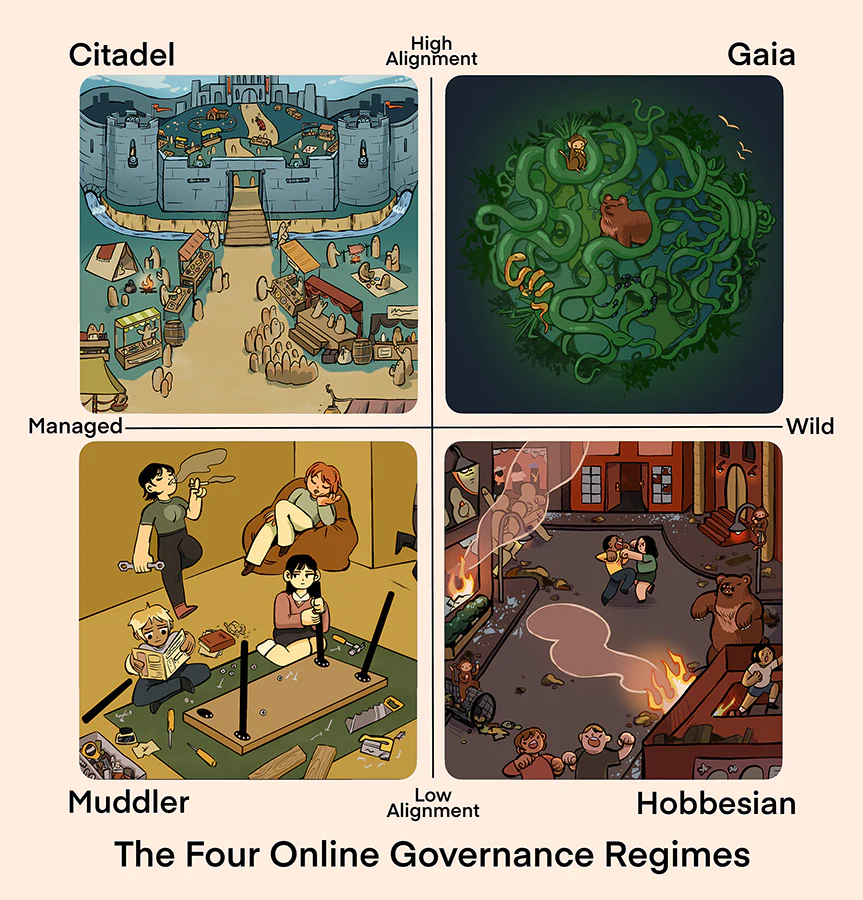 Citadel
High
Alignment
Gaia
Managed
Wild
Muddler
Low
Alignment
Hobbesian
The Four Online Governance Regimes